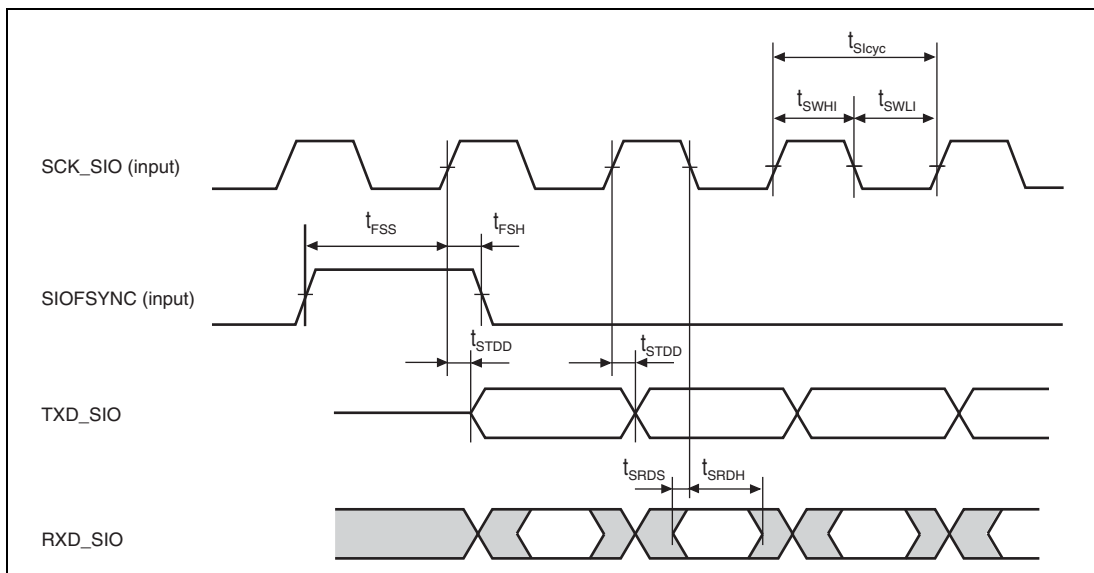 tSIcyc
tSWHI tSWLI
SCK_SIO (input)
tFSS tFSH
SIOFSYNC (input)
tSTDD tSTDD
TXD_SIO
tSRDS tSRDH
RXD_SIO